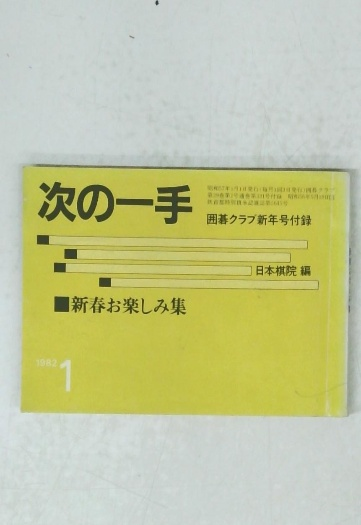 次の一手
囲碁クラブ新年号付録
日本棋院 編
■新春お楽しみ集
1982
1